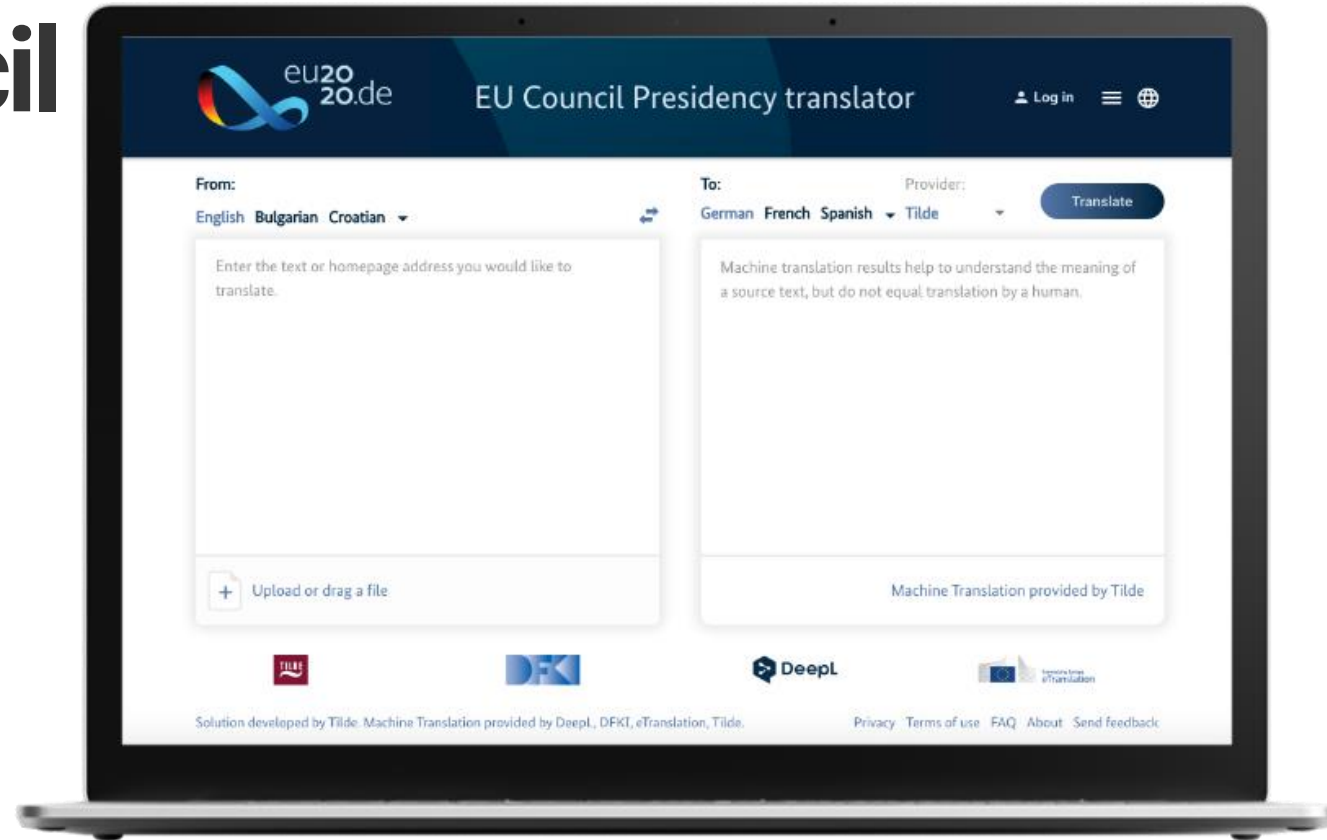 cil
eu20
20.de
EU Council Presidency translator
Log in
From:
English Bulgarian Croatian
To:
German French Spanish
Provider:
Tilde
Translate
Enter the text or homepage address you would like to
translate.
Machine translation results help to understand the meaning of
a source text, but do not equal translation by a human.
Upload or drag a file
Machine Translation provided by Tilde
TILDE
DFKI
DeepL
eTranslation
Solution developed by Tilde. Machine Translation provided by DeepL, DFKI, eTranslation, Tilde.
Privacy Terms of use FAQ About Send feedback